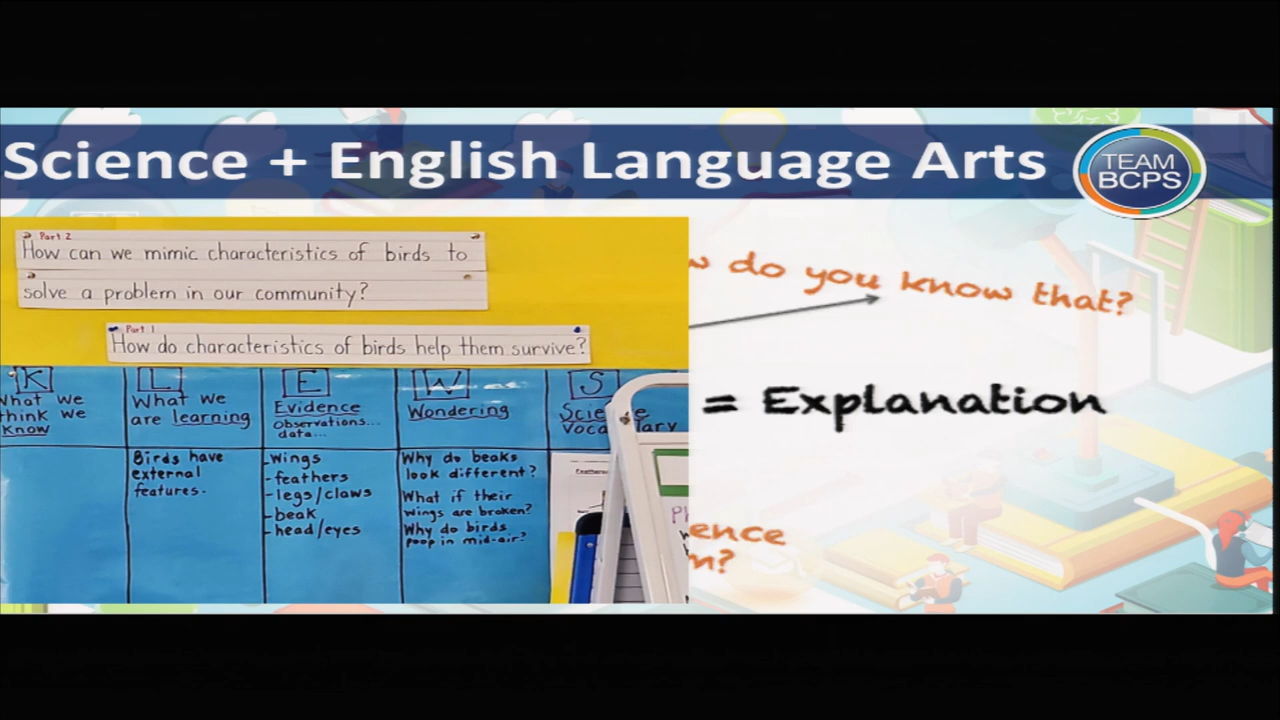 Science + English Language Arts
TEAM
BCPS
Part 2
How can we mimic characteristics of birds to
solve a problem in our community?
Part 1
How do characteristics of birds help them survive?
K
What we
think we
know
L
What we
are learning
E
Evidence
observations...
data...
W
Wondering
S
Birds have
external
features.
-wings
-feathers
-legs/claws
-beak
-head/eyes
Why do beaks
look different?
What if their
wings are broken?
Why do birds
poop in mid-air?
do you know that?
= Explanation